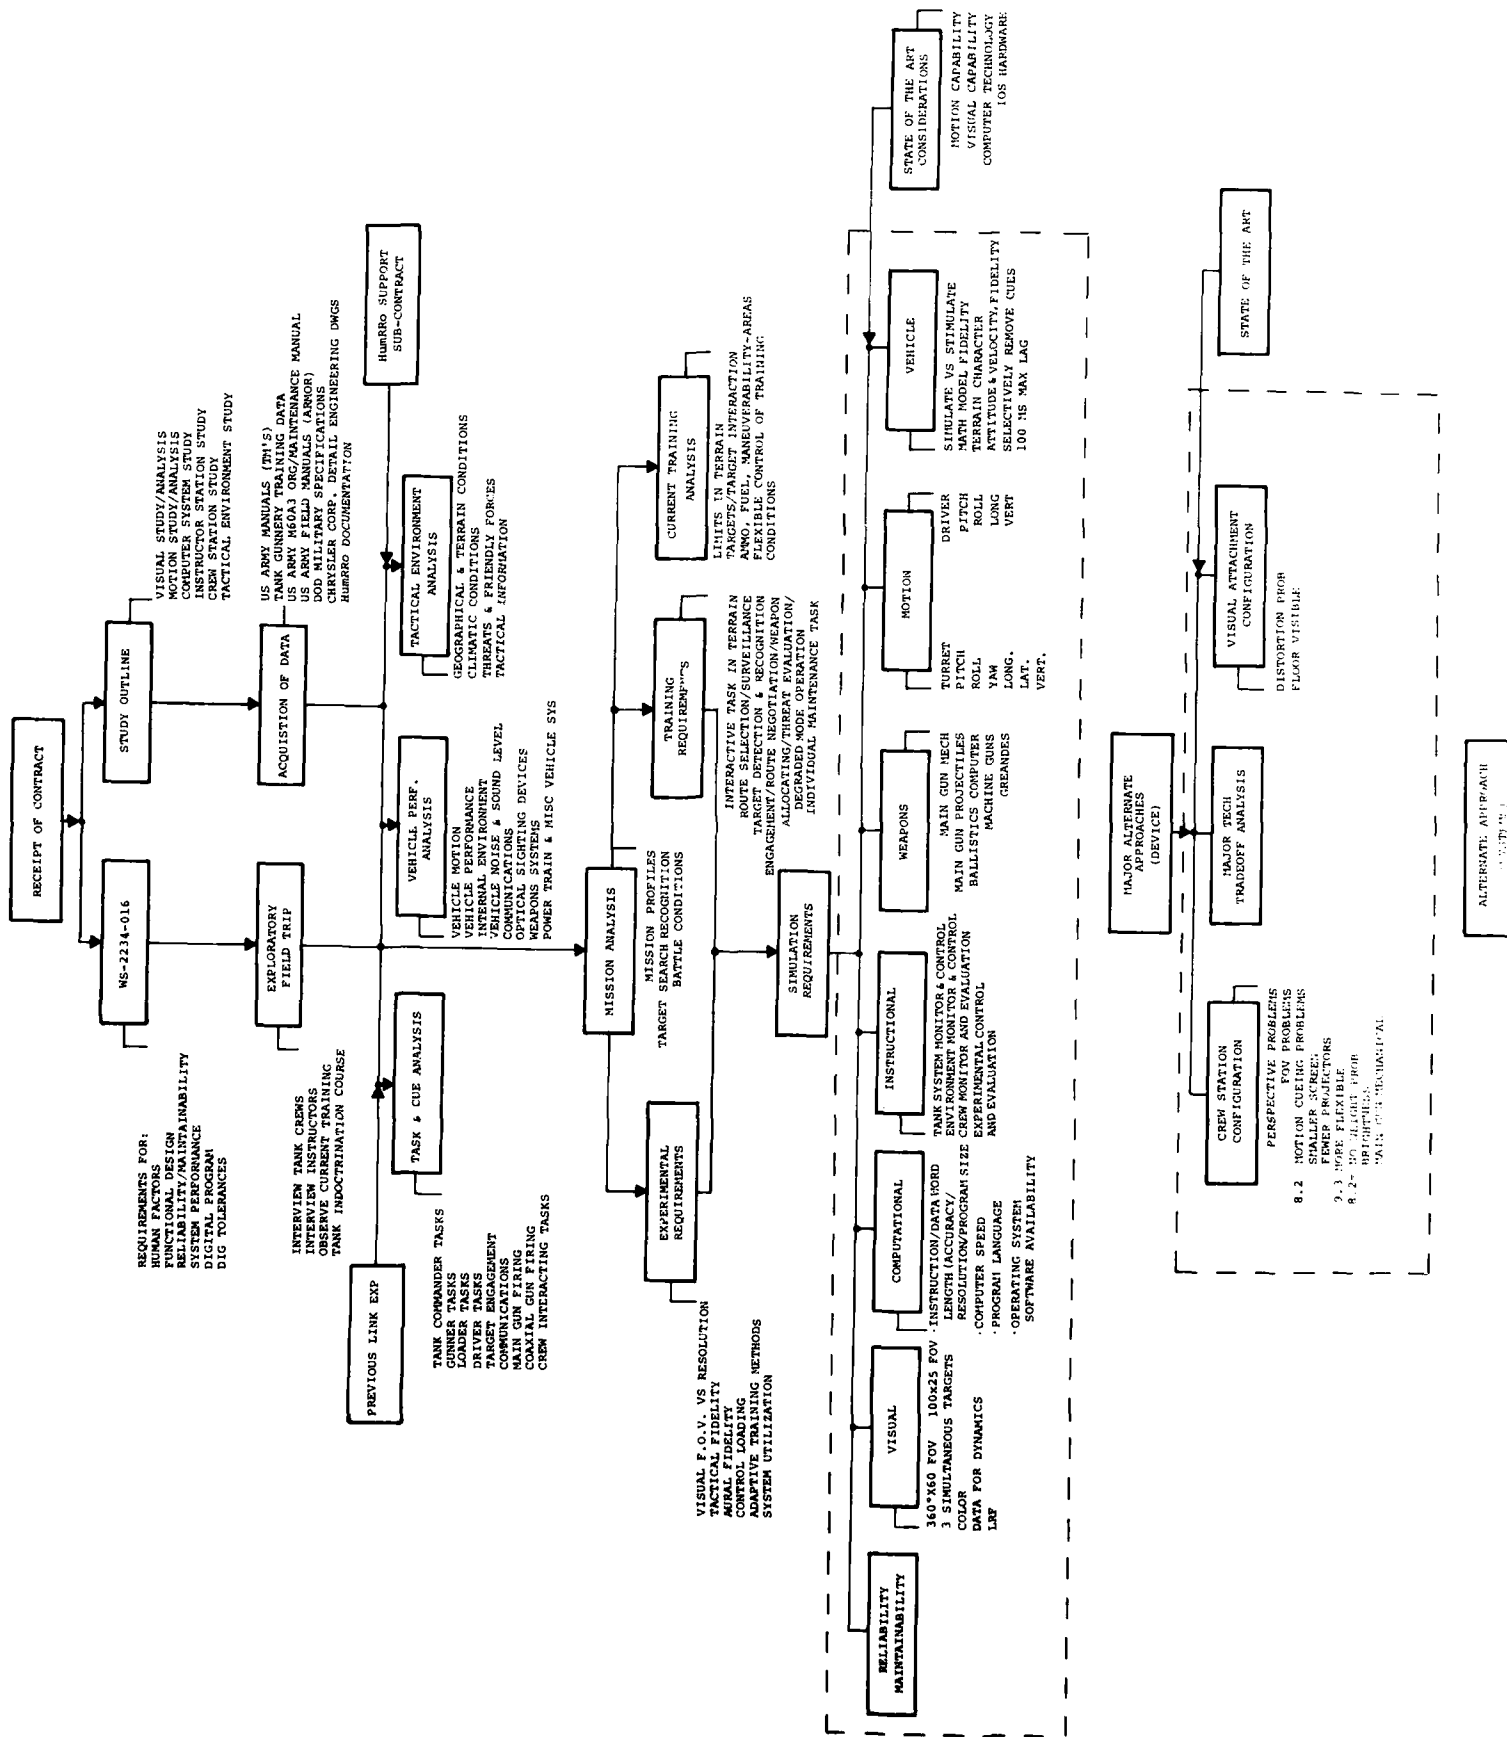 RECEIPT OF CONTRACT
WS-2234-016
REQUIREMENTS FOR:
HUMAN FACTORS
FUNCTIONAL DESIGN
RELIABILITY/MAINTAINABILITY
SYSTEM PERFORMANCE
DIGITAL PROGRAM
DIG TOLERANCES
STUDY OUTLINE
VISUAL STUDY/ANALYSIS
MOTION STUDY/ANALYSIS
COMPUTER SYSTEM STUDY
INSTRUCTOR STATION STUDY
CREW STATION STUDY
TACTICAL ENVIRONMENT STUDY
EXPLORATORY
FIELD TRIP
INTERVIEW TANK CREWS
INTERVIEW INSTRUCTORS
OBSERVE CURRENT TRAINING
TANK INDOCTRINATION COURSE
ACQUISTION OF DATA
US ARMY MANUALS (TM'S)
TANK GUNNERY TRAINING DATA
US ARMY M60A3 ORG/MAINTENANCE MANUAL
US ARMY FIELD MANUALS (ARMOR)
DOD MILITARY SPECIFICATIONS
CHRYSLER CORP. DETAIL ENGINEERING DWGS
HumRRo DOCUMENTATION
PREVIOUS LINK EXP
HumRRo SUPPORT
SUB-CONTRACT
TASK & CUE ANALYSIS
TANK COMMANDER TASKS
GUNNER TASKS
LOADER TASKS
DRIVER TASKS
TARGET ENGAGEMENT
COMMUNICATIONS
MAIN GUN FIRING
COAXIAL GUN FIRING
CREW INTERACTING TASKS
VEHICLE PERF.
ANALYSIS
VEHICLE MOTION
VEHICLE PERFORMANCE
INTERNAL ENVIRONMENT
VEHICLE NOISE & SOUND LEVEL
COMMUNICATIONS
OPTICAL SIGHTING DEVICES
WEAPONS SYSTEMS
POWER TRAIN & MISC VEHICLE SYS
TACTICAL ENVIRONMENT
ANALYSIS
GEOGRAPHICAL & TERRAIN CONDITIONS
CLIMATIC CONDITIONS
THREATS & FRIENDLY FORCES
TACTICAL INFORMATION
MISSION ANALYSIS
MISSION PROFILES
TARGET SEARCH RECOGNITION
BATTLE CONDITIONS
EXPERIMENTAL
REQUIREMENTS
VISUAL F.O.V. VS RESOLUTION
TACTICAL FIDELITY
AURAL FIDELITY
CONTROL LOADING
ADAPTIVE TRAINING METHODS
SYSTEM UTILIZATION
TRAINING
REQUIREMENTS
INTERACTIVE TASK IN TERRAIN
ROUTE SELECTION/SURVEILLANCE
TARGET DETECTION & RECOGNITION
ENGAGEMENT/ROUTE NEGOTIATION/WEAPON
ALLOCATING/THREAT EVALUATION/
DEGRADED MODE OPERATION
INDIVIDUAL MAINTENANCE TASK
CURRENT TRAINING
ANALYSIS
LIMITS IN TERRAIN
TARGETS/TARGET INTERACTION
AMMO, FUEL, MANEUVERABILITY-AREAS
FLEXIBLE CONTROL OF TRAINING
CONDITIONS
SIMULATION
REQUIREMENTS
STATE OF THE ART
CONSIDERATIONS
MOTION CAPABILITY
VISUAL CAPABILITY
COMPUTER TECHNOLOGY
IOS HARDWARE
RELIABILITY
MAINTAINABILITY
VISUAL
360°X60 FOV 100x25 FOV
3 SIMULTANEOUS TARGETS
COLOR
DATA FOR DYNAMICS
LRF
COMPUTATIONAL
·INSTRUCTION/DATA WORD
LENGTH (ACCURACY/
RESOLUTION/PROGRAM SIZE
·COMPUTER SPEED
·PROGRAM LANGUAGE
·OPERATING SYSTEM
SOFTWARE AVAILABILITY
INSTRUCTIONAL
TANK SYSTEM MONITOR & CONTROL
ENVIRONMENT MONITOR & CONTROL
CREW MONITOR AND EVALUATION
EXPERIMENTAL CONTROL
AND EVALUATION
WEAPONS
MAIN GUN MECH
MAIN GUN PROJECTILES
BALLISTICS COMPUTER
MACHINE GUNS
GREANDES
MOTION
TURRET DRIVER
PITCH PITCH
ROLL ROLL
YAW LONG
LONG. VERT
LAT.
VERT.
VEHICLE
SIMULATE VS STIMULATE
MATH MODEL FIDELITY
TERRAIN CHARACTER
ATTITUDE & VELOCITY, FIDELITY
SELECTIVELY REMOVE CUES
100 MS MAX LAG
MAJOR ALTERNATE
APPROACHES
(DEVICE)
STATE OF THE ART
CREW STATION
CONFIGURATION
PERSPECTIVE PROBLEMS
FOV PROBLEMS
8.2 MOTION CUEING PROBLEMS
SMALLER SCREEN
FEWER PROJECTORS
9.3 MORE FLEXIBLE
8.2- NO HEIGHT PROB
BRIGHTNESS
MAIN GUN MECHANICAL
MAJOR TECH
TRADEOFF ANALYSIS
VISUAL ATTACHMENT
CONFIGURATION
DISTORTION PROB
FLOOR VISIBLE
ALTERNATE APPROACH